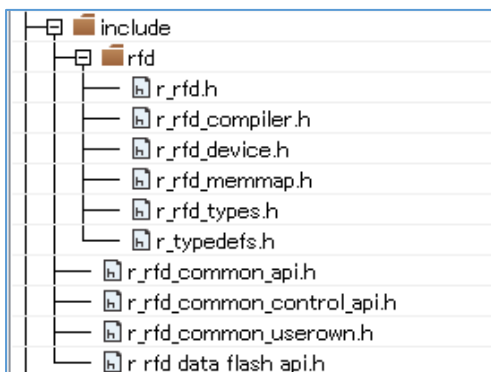 include
rfd
r_rfd.h
r_rfd_compiler.h
r_rfd_device.h
r_rfd_memmap.h
r_rfd_types.h
r_typedefs.h
r_rfd_common_api.h
r_rfd_common_control_api.h
r_rfd_common_userown.h
r_rfd_data_flash_api.h